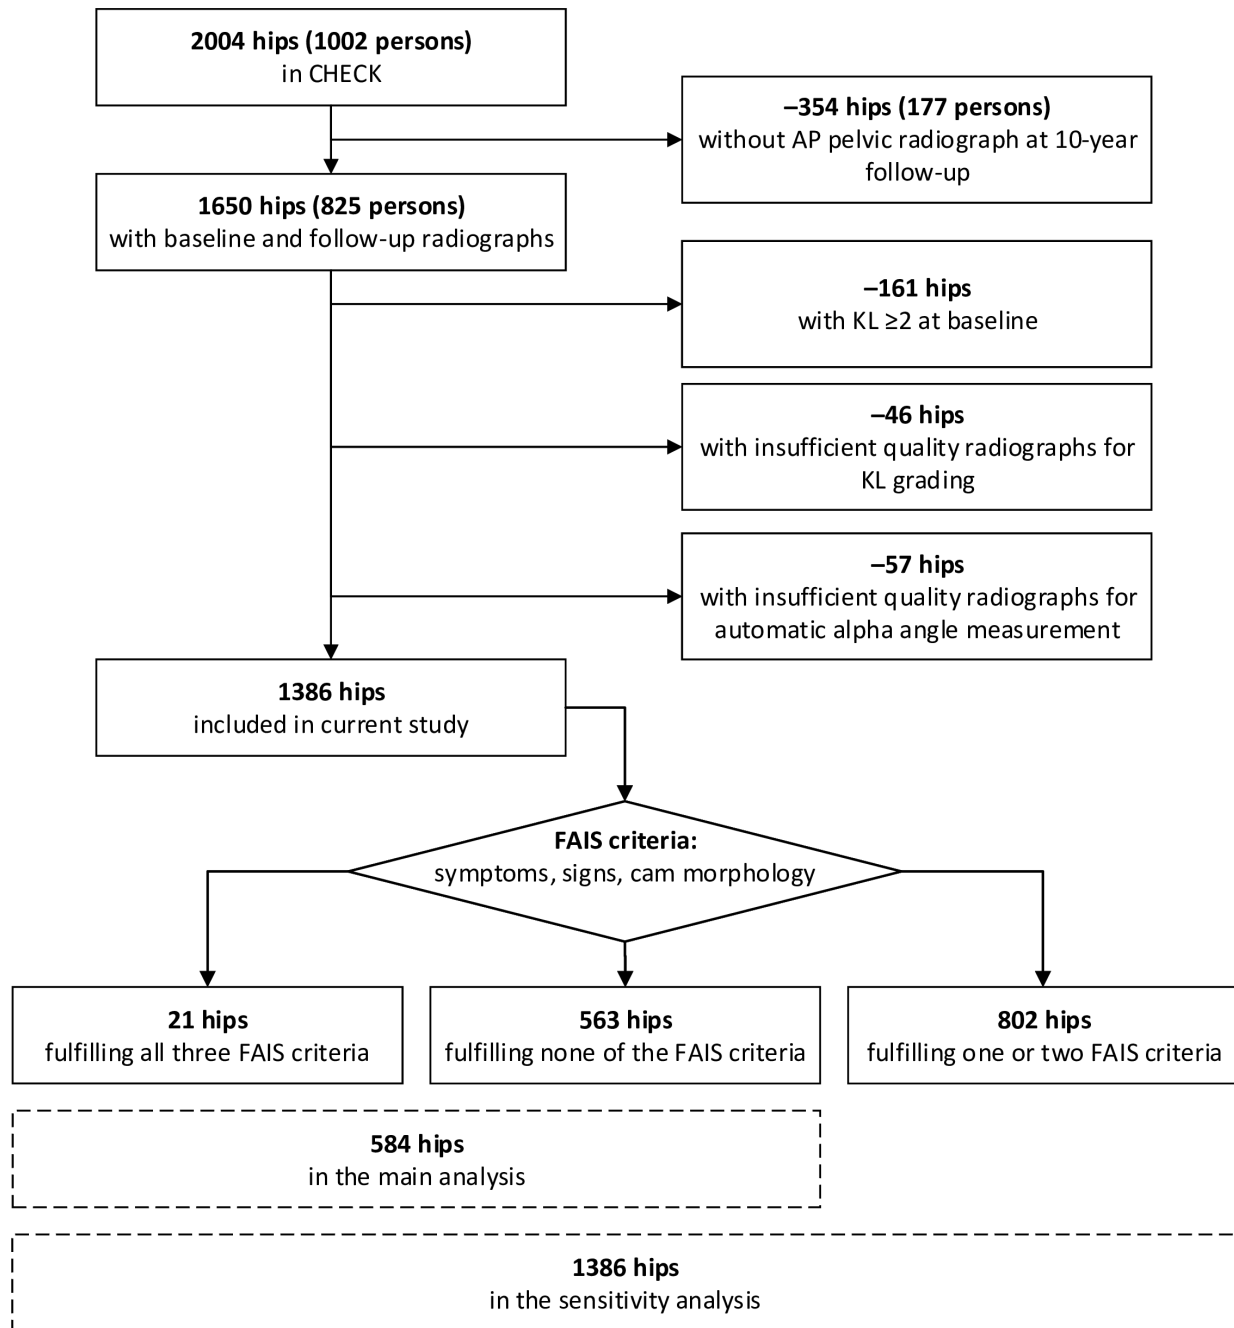 2004 hips (1002 persons)
in CHECK
–354 hips (177 persons)
without AP pelvic radiograph at 10-year
follow-up
1650 hips (825 persons)
with baseline and follow-up radiographs
–161 hips
with KL ≥2 at baseline
–46 hips
with insufficient quality radiographs for
KL grading
–57 hips
with insufficient quality radiographs for
automatic alpha angle measurement
1386 hips
included in current study
FAIS criteria:
symptoms, signs, cam morphology
21 hips
fulfilling all three FAIS criteria
563 hips
fulfilling none of the FAIS criteria
802 hips
fulfilling one or two FAIS criteria
584 hips
in the main analysis
1386 hips
in the sensitivity analysis